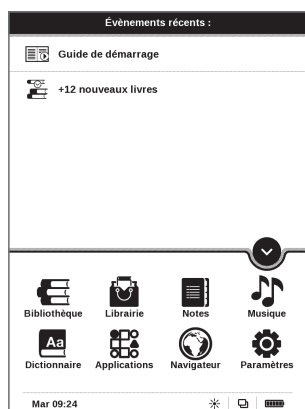 Évènements récents :
Guide de démarrage
+12 nouveaux livres
Bibliothèque Librairie Notes Musique
Aa
Dictionnaire Applications Navigateur Paramètres
Mar 09:24